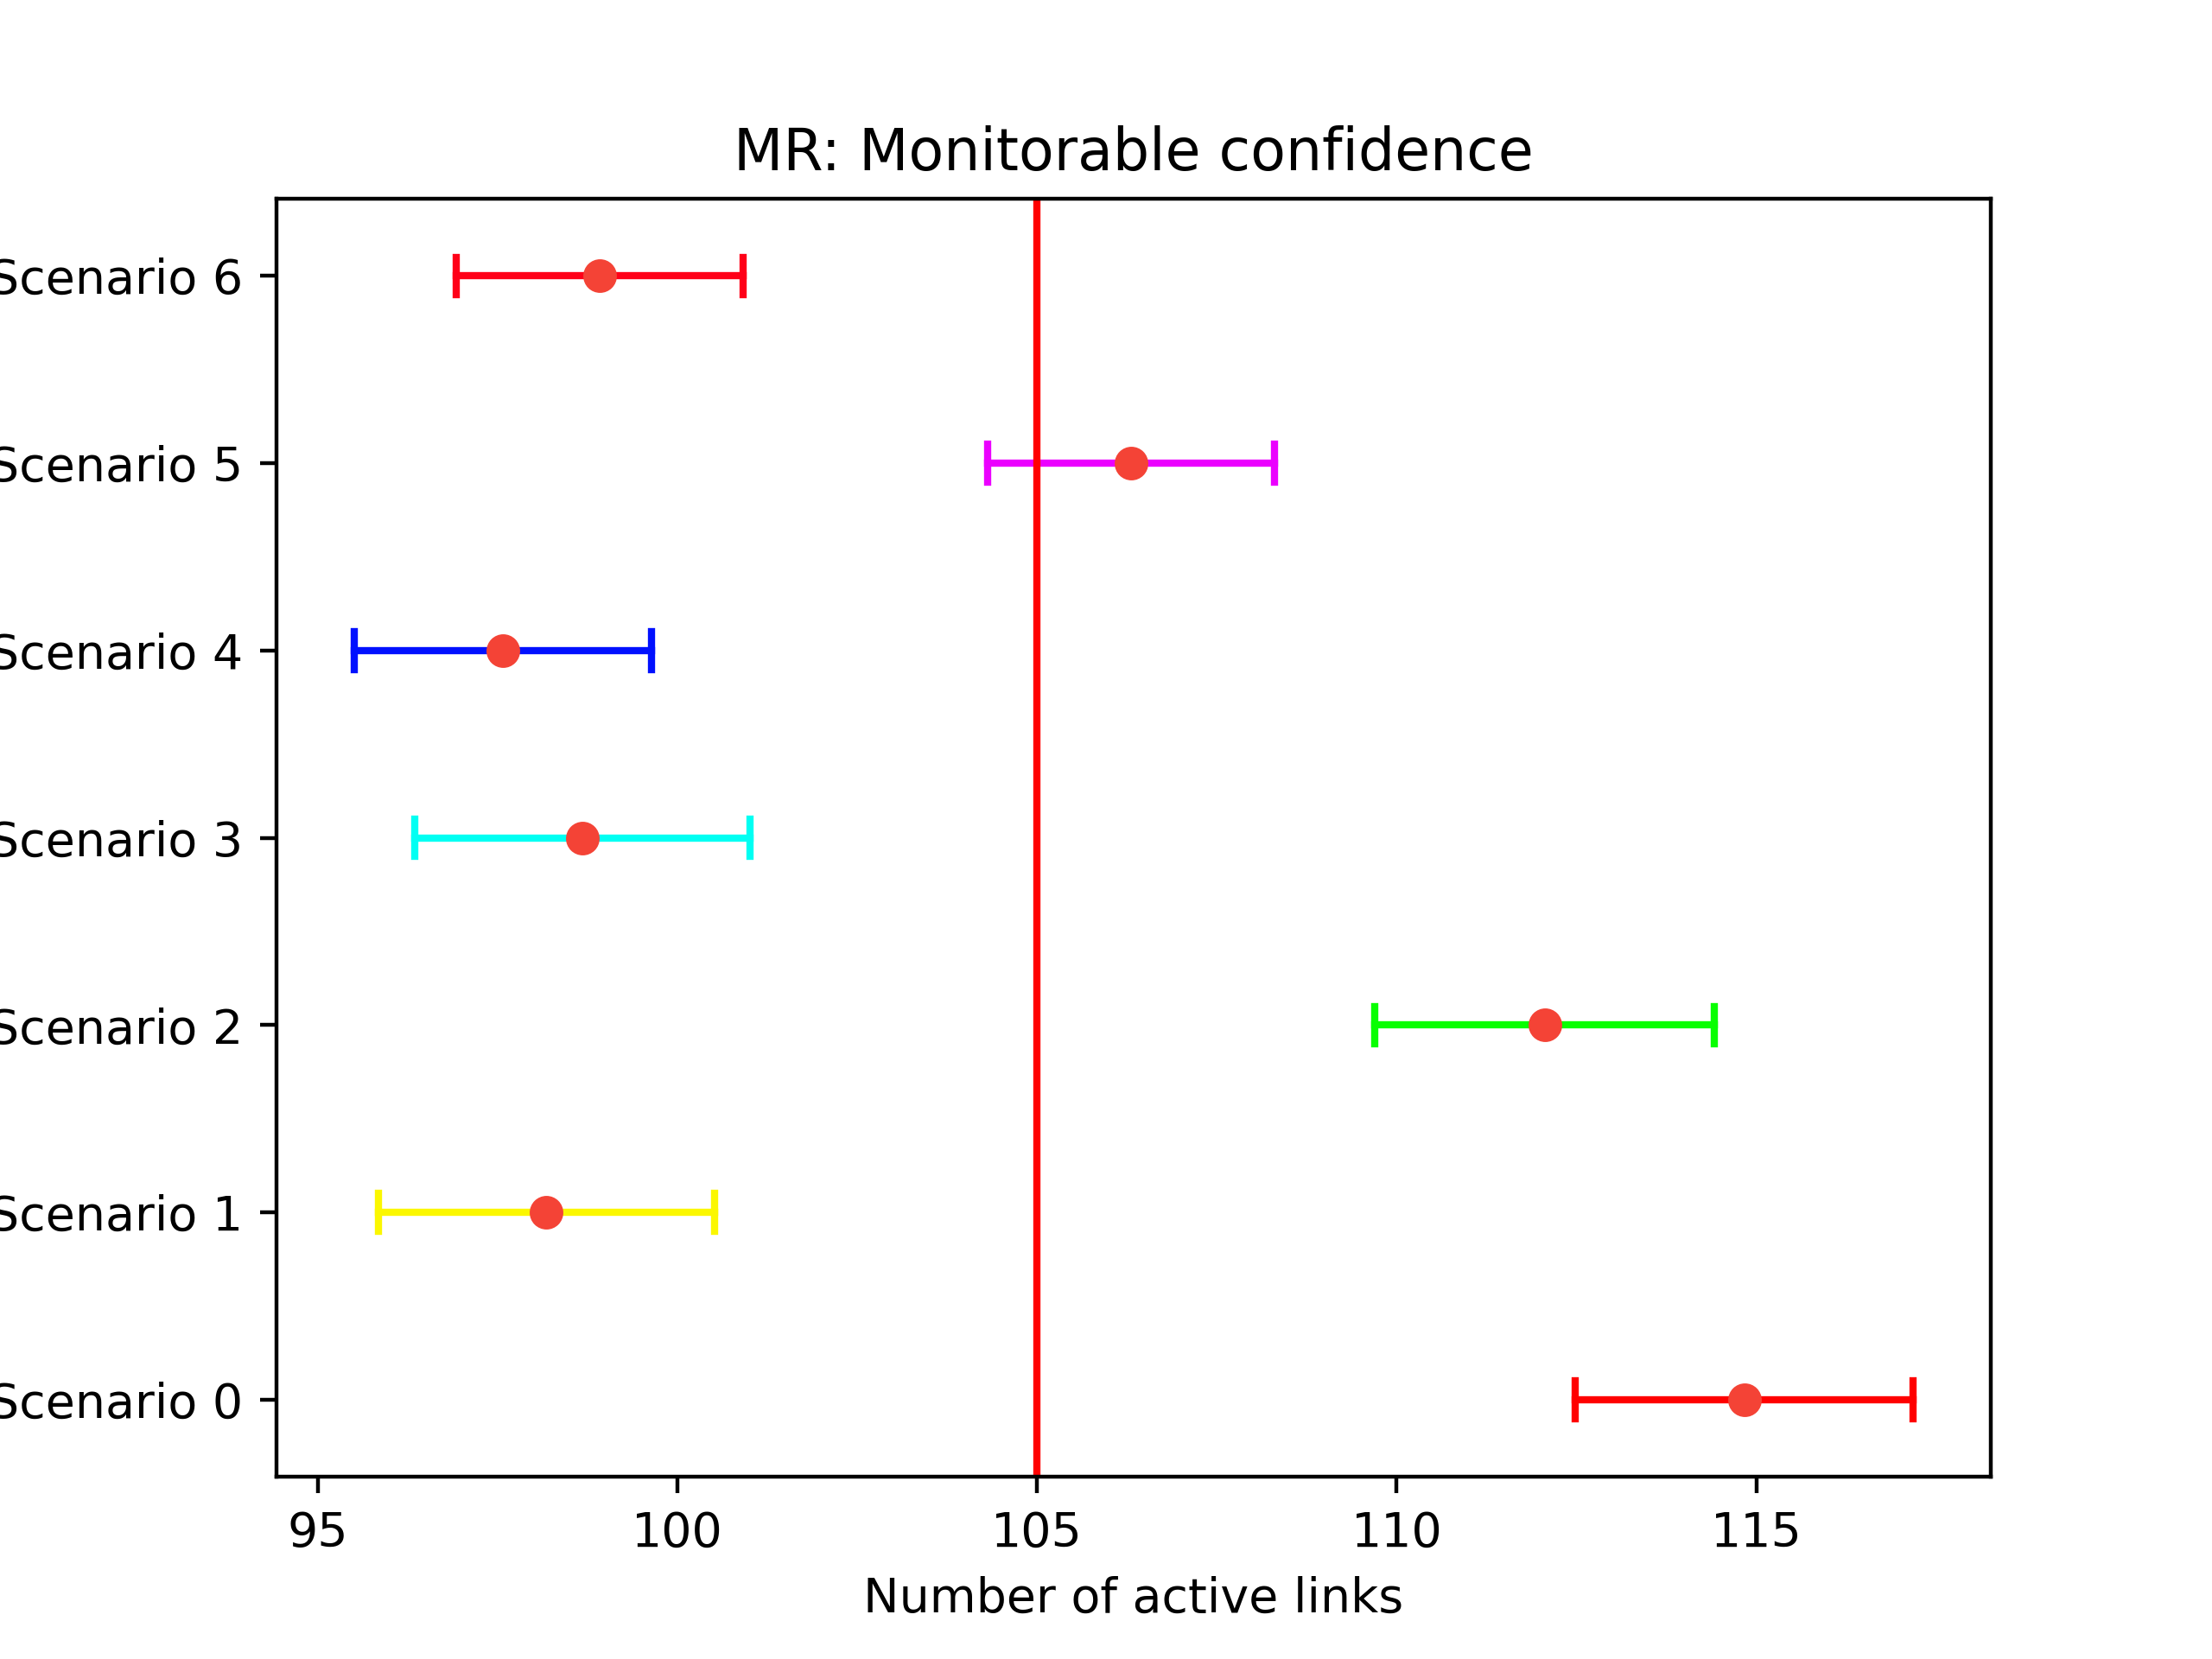 MR: Monitorable confidence
Scenario 6
Scenario 5
Scenario 4
Scenario 3
Scenario 2
Scenario 1
Scenario 0
95 100 105 110 115
Number of active links